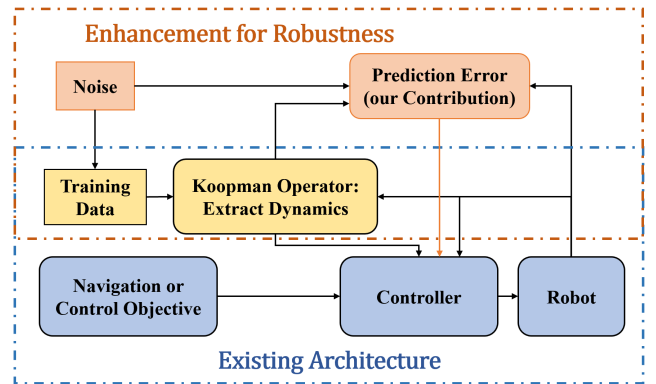 Enhancement for Robustness
Noise
Prediction Error
(our Contribution)
Training
Data
Koopman Operator:
Extract Dynamics
Navigation or
Control Objective
Controller
Robot
Existing Architecture